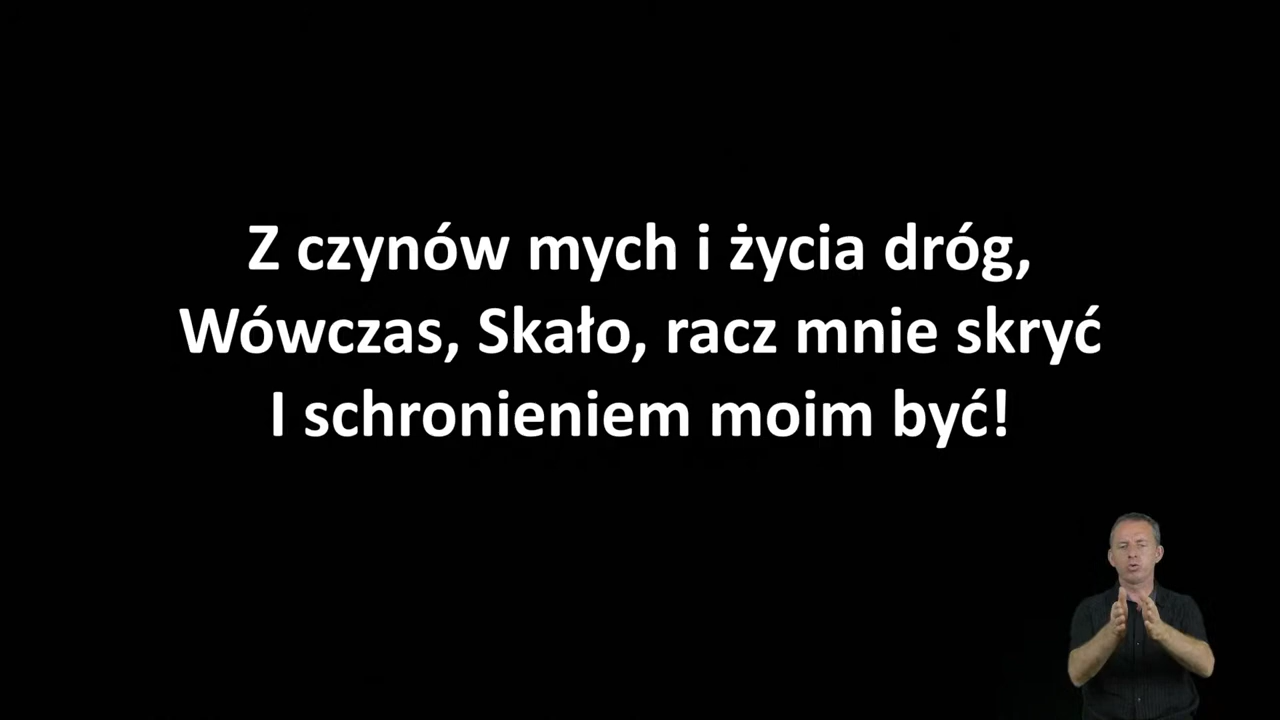 Z czynów mych i życia dróg,
Wówczas, Skało, racz mnie skryć
I schronieniem moim być!